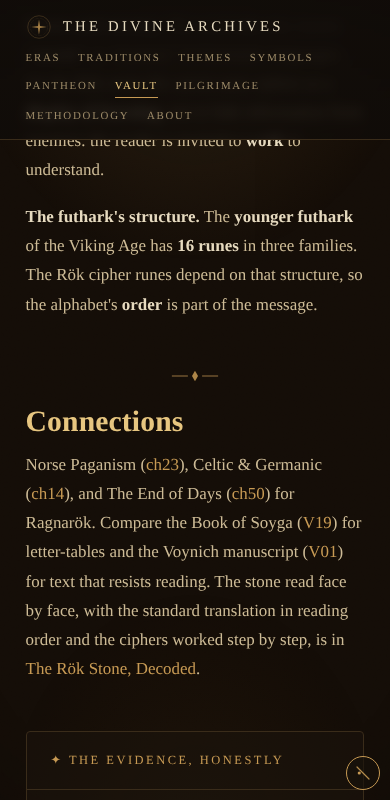 THE DIVINE ARCHIVES
ERAS TRADITIONS THEMES SYMBOLS
PANTHEON VAULT PILGRIMAGE
METHODOLOGY ABOUT
enemies: the reader is invited to work to
understand.
The futhark's structure. The younger futhark
of the Viking Age has 16 runes in three families.
The Rök cipher runes depend on that structure, so
the alphabet's order is part of the message.
Connections
Norse Paganism (ch23), Celtic & Germanic
(ch14), and The End of Days (ch50) for
Ragnarök. Compare the Book of Soyga (V19) for
letter-tables and the Voynich manuscript (V01)
for text that resists reading. The stone read face
by face, with the standard translation in reading
order and the ciphers worked step by step, is in
The Rök Stone, Decoded.
✦ THE EVIDENCE, HONESTLY